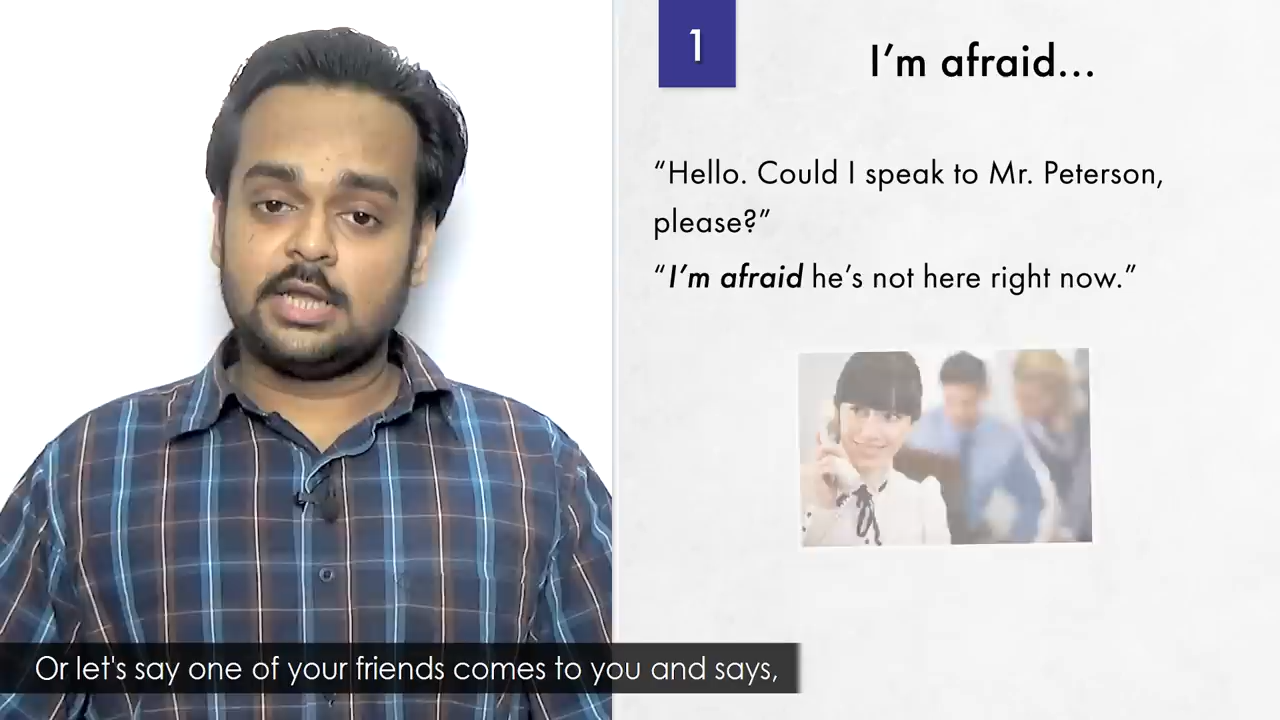 1
I'm afraid...
“Hello. Could I speak to Mr. Peterson,
please?”
“I'm afraid he's not here right now.”
Or let's say one of your friends comes to you and says,